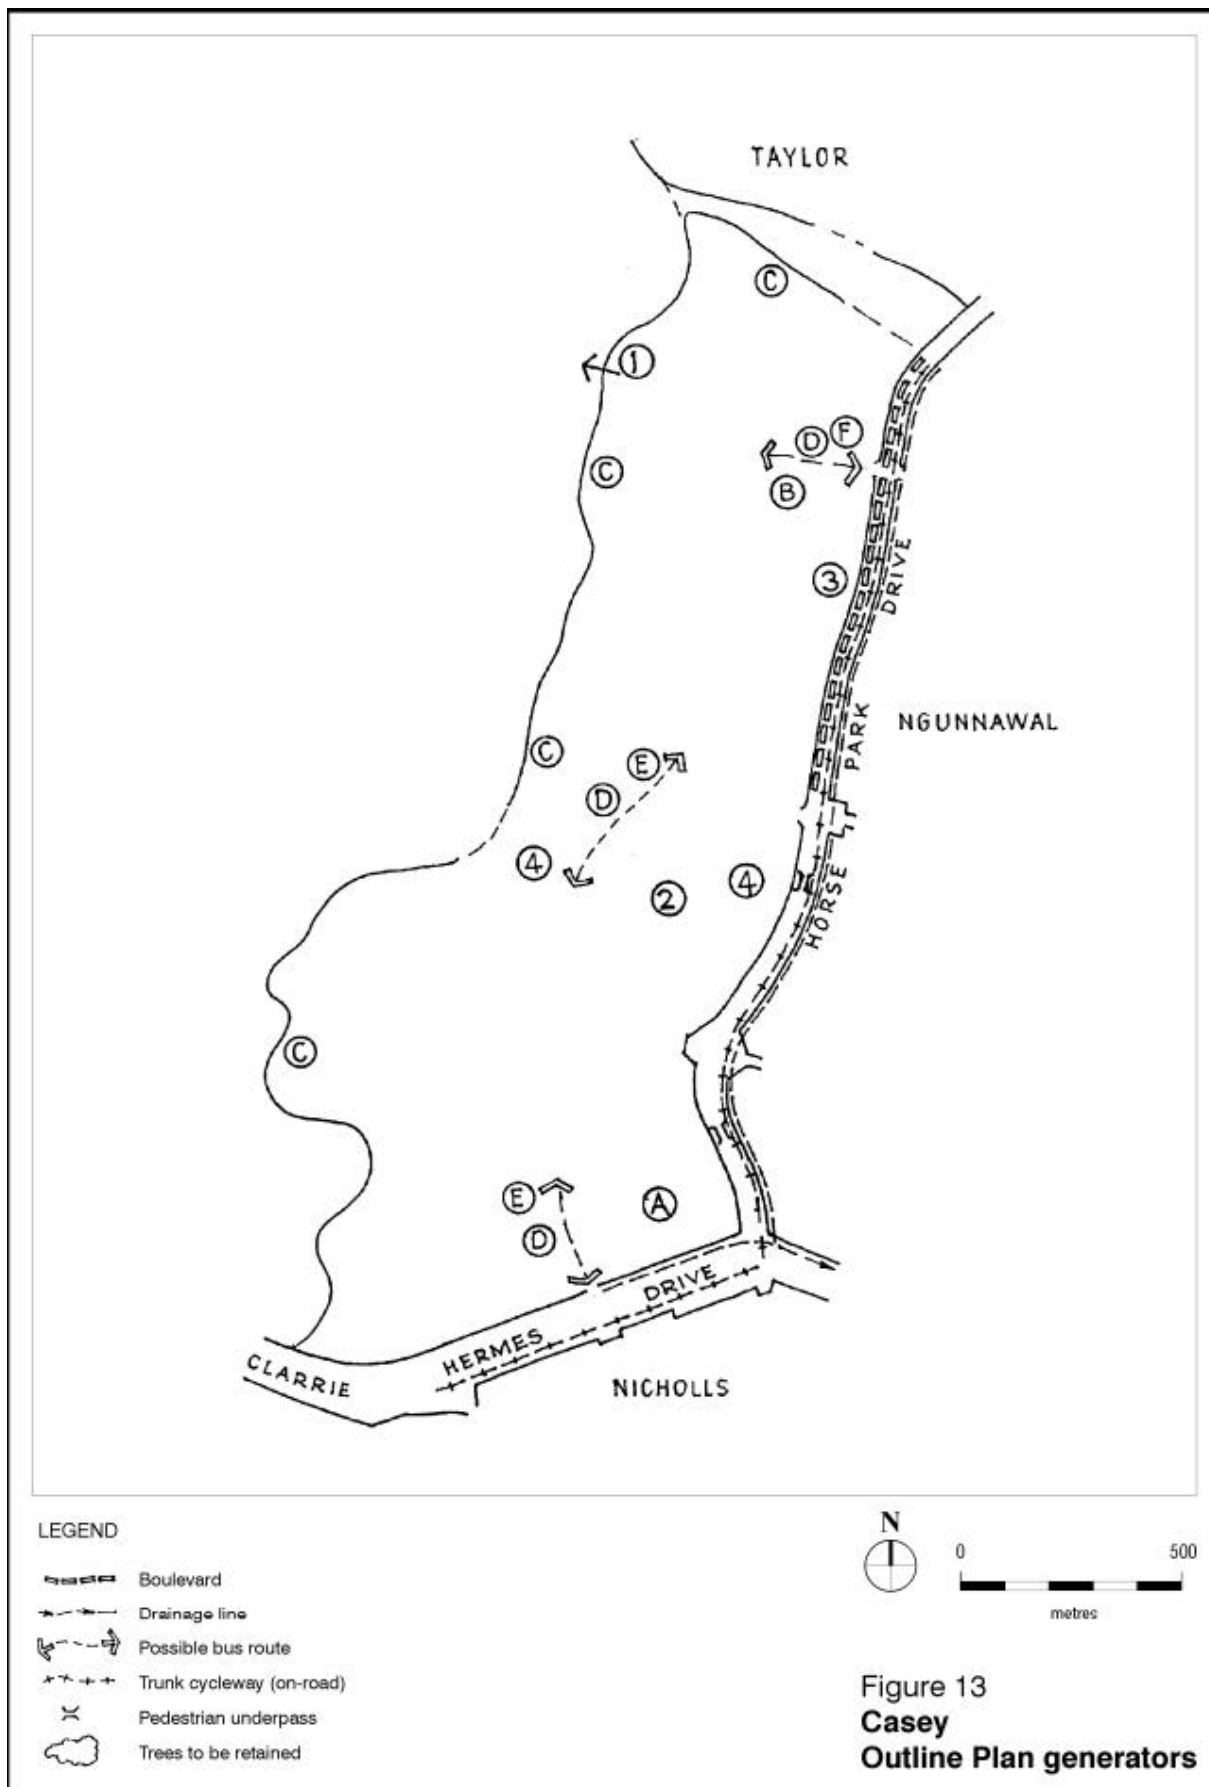 TAYLOR
C
1
C
D F
B
3
DRIVE
PARK
HORSE
NGUNNAWAL
C
E
D
4
2
4
C
E
D
A
CLARRIE
HERMES
DRIVE
NICHOLLS
LEGEND
Boulevard
Drainage line
Possible bus route
Trunk cycleway (on-road)
Pedestrian underpass
Trees to be retained
N
0 500
metres
Figure 13
Casey
Outline Plan generators